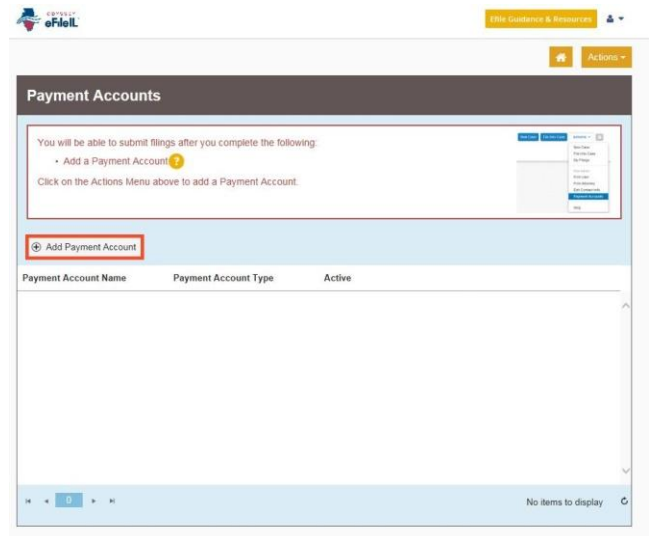 eFileIL
Efile Guidance & Resources
Actions
Payment Accounts
You will be able to submit filings after you complete the following:
• Add a Payment Account ?
Click on the Actions Menu above to add a Payment Account.
Add Payment Account
Payment Account Name Payment Account Type Active
0
No items to display